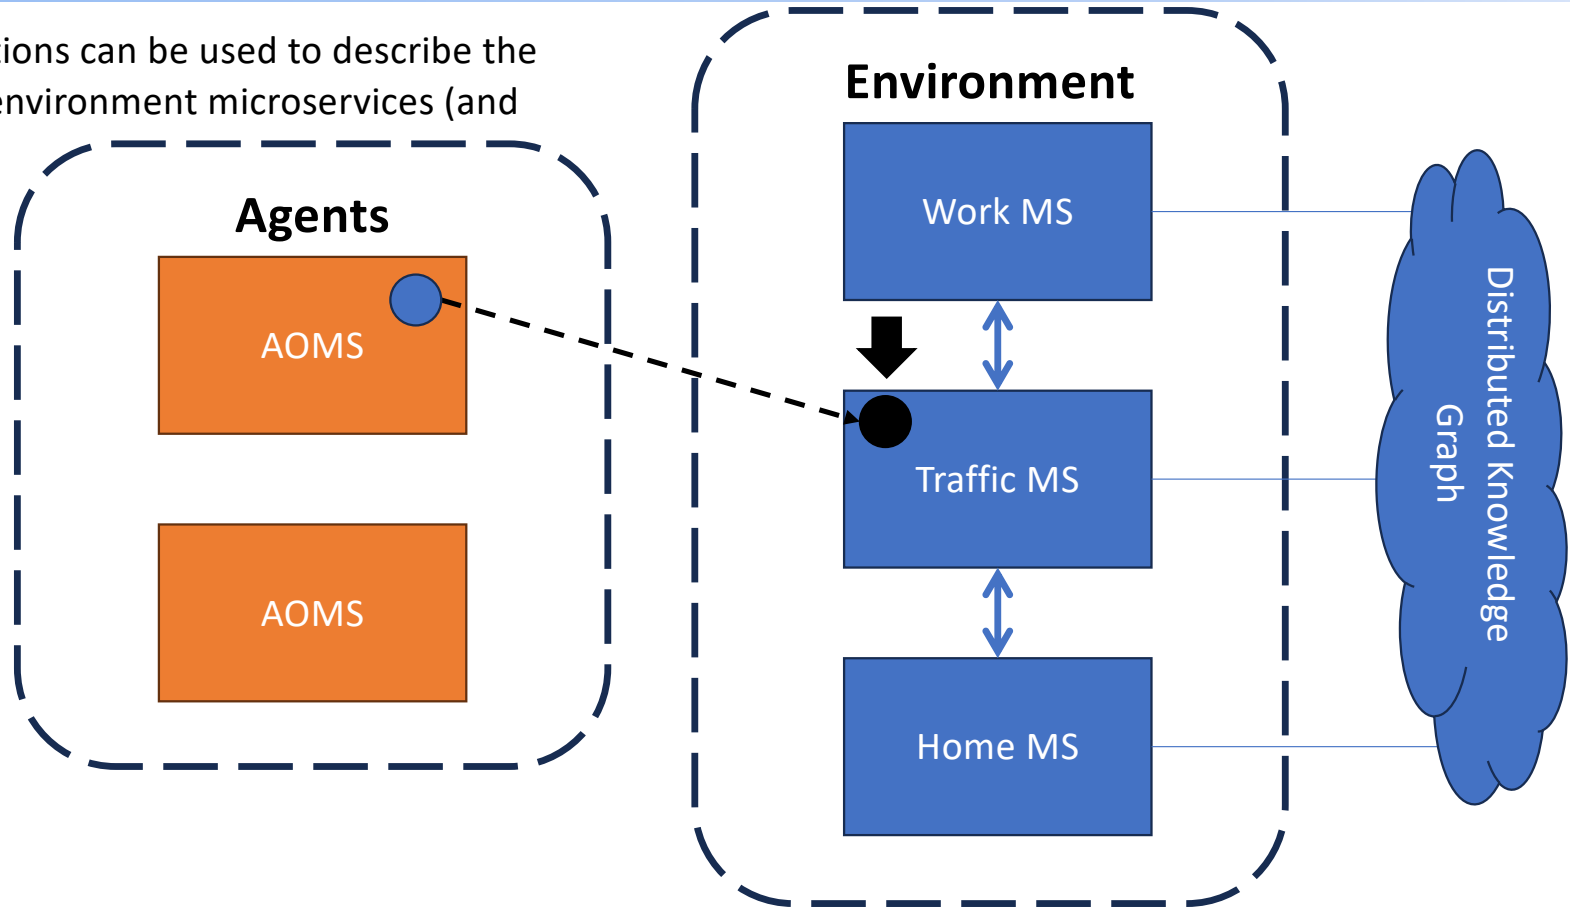 tions can be used to describe the
environment microservices (and
Agents
AOMS
AOMS
Environment
Work MS
Traffic MS
Home MS
Distributed Knowledge
Graph